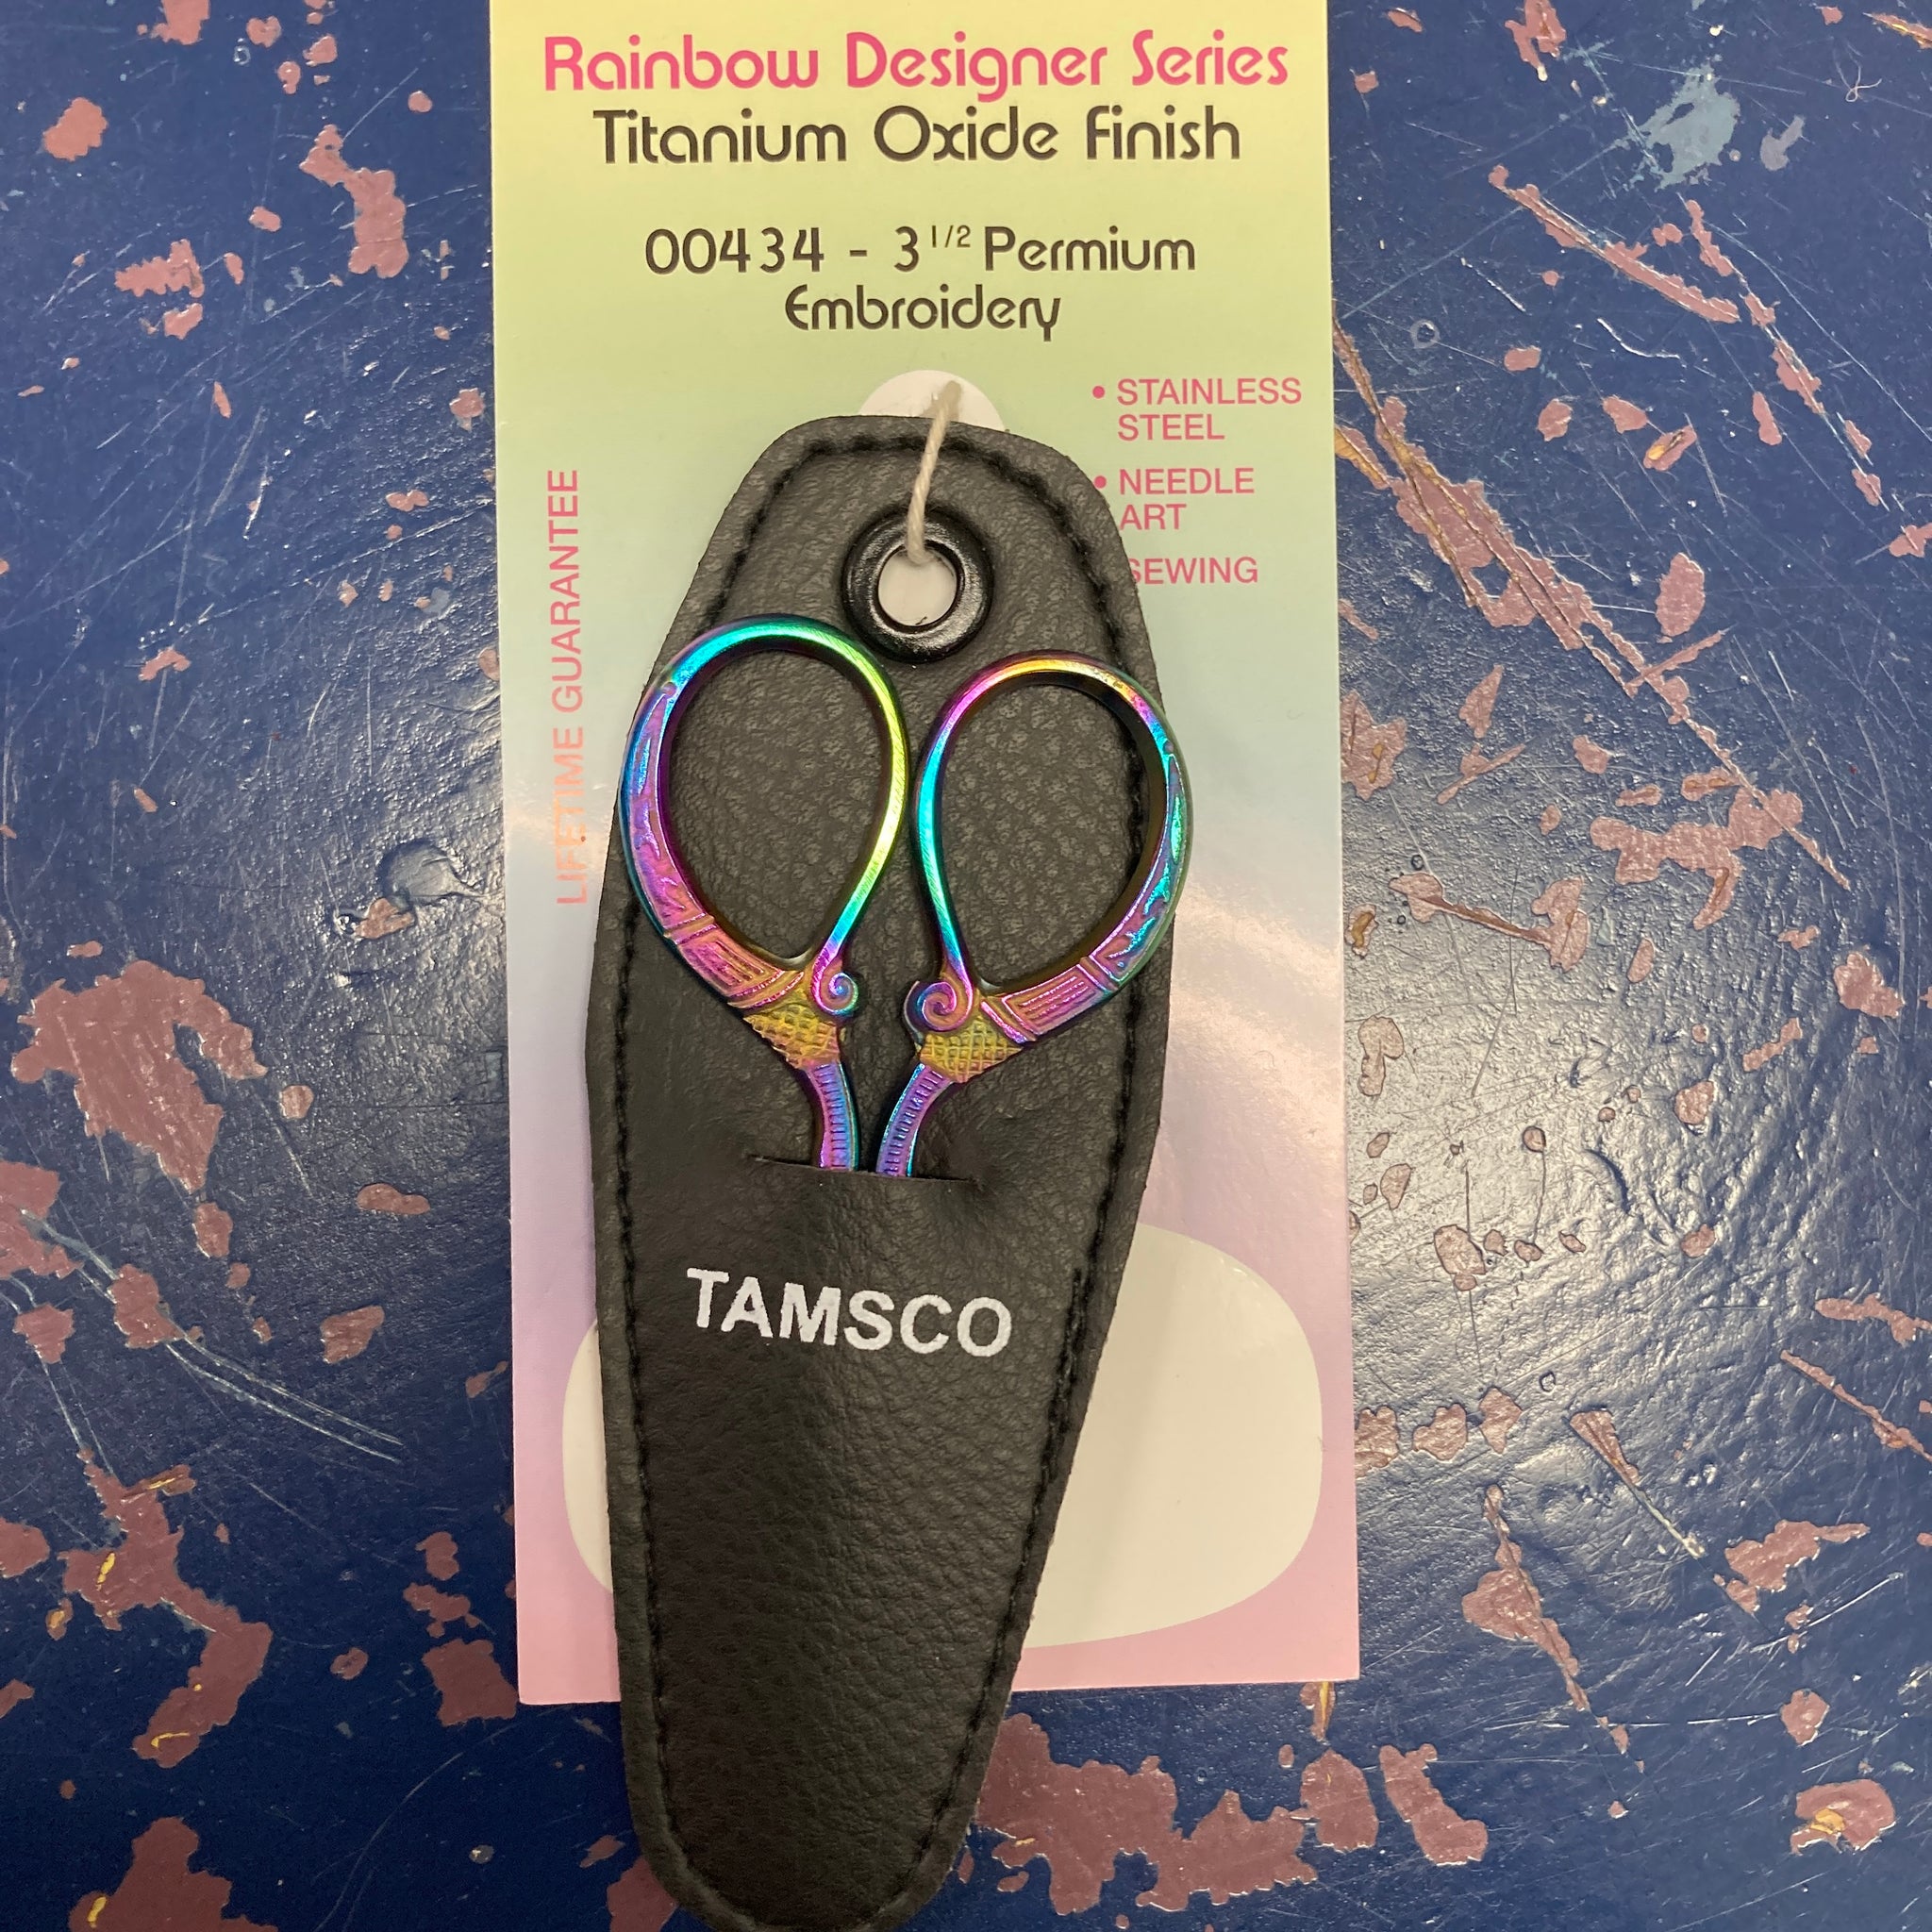 Rainbow Designer Series
Titanium Oxide Finish
00434 - 3 1/2 Permium
Embroidery
• STAINLESS
STEEL
• NEEDLE
ART
SEWING
LIFETIME GUARANTEE
TAMSCO